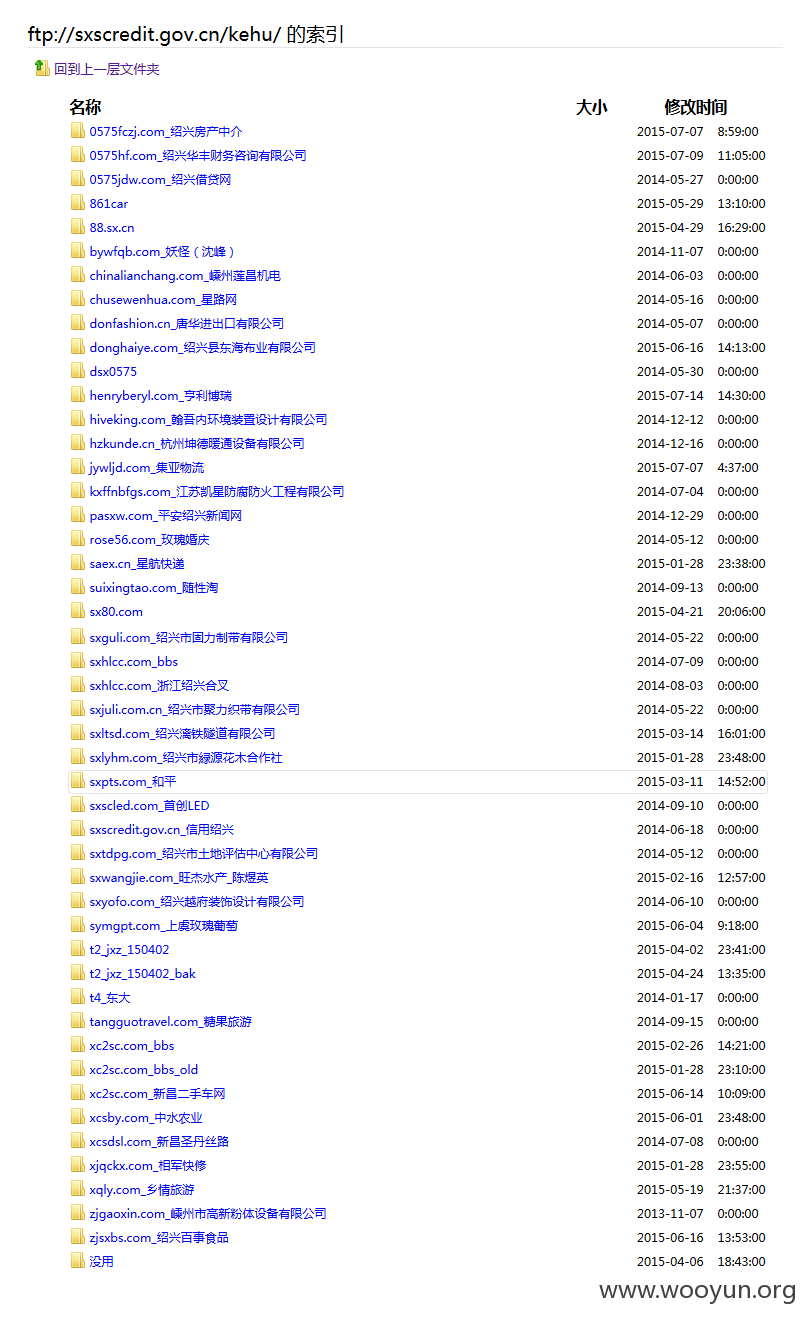 ftp://sxscredit.gov.cn/kehu/ 的索引
回到上一层文件夹
名称 大小 修改时间
0575fczj.com_绍兴房产中介 2015-07-07 8:59:00
0575hf.com_绍兴华丰财务咨询有限公司 2015-07-09 11:05:00
0575jdw.com_绍兴借贷网 2014-05-27 0:00:00
861car 2015-05-29 13:10:00
88.sx.cn 2015-04-29 16:29:00
bywfqb.com_妖怪（沈峰） 2014-11-07 0:00:00
chinalianchang.com_嵊州莲昌机电 2014-06-03 0:00:00
chusewenhua.com_星路网 2014-05-16 0:00:00
donfashion.cn_唐华进出口有限公司 2014-05-07 0:00:00
donghaiye.com_绍兴县东海布业有限公司 2015-06-16 14:13:00
dsx0575 2014-05-30 0:00:00
henryberyl.com_亨利博瑞 2015-07-14 14:30:00
hiveking.com_翰吾内环境装置设计有限公司 2014-12-12 0:00:00
hzkunde.cn_杭州坤德暖通设备有限公司 2014-12-16 0:00:00
jywljd.com_集亚物流 2015-07-07 4:37:00
kxffnbfgs.com_江苏凯星防腐防火工程有限公司 2014-07-04 0:00:00
pasxw.com_平安绍兴新闻网 2014-12-29 0:00:00
rose56.com_玫瑰婚庆 2014-05-12 0:00:00
saex.cn_星航快递 2015-01-28 23:38:00
suixingtao.com_随性淘 2014-09-13 0:00:00
sx80.com 2015-04-21 20:06:00
sxguli.com_绍兴市固力制带有限公司 2014-05-22 0:00:00
sxhlcc.com_bbs 2014-07-09 0:00:00
sxhlcc.com_浙江绍兴合叉 2014-08-03 0:00:00
sxjuli.com.cn_绍兴市聚力织带有限公司 2014-05-22 0:00:00
sxltsd.com_绍兴漓铁隧道有限公司 2015-03-14 16:01:00
sxlyhm.com_绍兴市緑源花木合作社 2015-01-28 23:48:00
sxpts.com_和平 2015-03-11 14:52:00
sxscled.com_首创LED 2014-09-10 0:00:00
sxscredit.gov.cn_信用绍兴 2014-06-18 0:00:00
sxtdpg.com_绍兴市土地评估中心有限公司 2014-05-12 0:00:00
sxwangjie.com_旺杰水产_陈煜英 2015-02-16 12:57:00
sxyofo.com_绍兴越府装饰设计有限公司 2014-06-10 0:00:00
symgpt.com_上虞玫瑰葡萄 2015-06-04 9:18:00
t2_jxz_150402 2015-04-02 23:41:00
t2_jxz_150402_bak 2015-04-24 13:35:00
t4_东大 2014-01-17 0:00:00
tangguotravel.com_糖果旅游 2014-09-15 0:00:00
xc2sc.com_bbs 2015-02-26 14:21:00
xc2sc.com_bbs_old 2015-01-28 23:10:00
xc2sc.com_新昌二手车网 2015-06-14 10:09:00
xcsby.com_中水农业 2015-06-01 23:48:00
xcsdsl.com_新昌圣丹丝路 2014-07-08 0:00:00
xjqckx.com_相军快修 2015-01-28 23:55:00
xqly.com_乡情旅游 2015-05-19 21:37:00
zjgaoxin.com_嵊州市高新粉体设备有限公司 2013-11-07 0:00:00
zjsxbs.com_绍兴百事食品 2015-06-16 13:53:00
没用 2015-04-06 18:43:00
www.wooyun.org